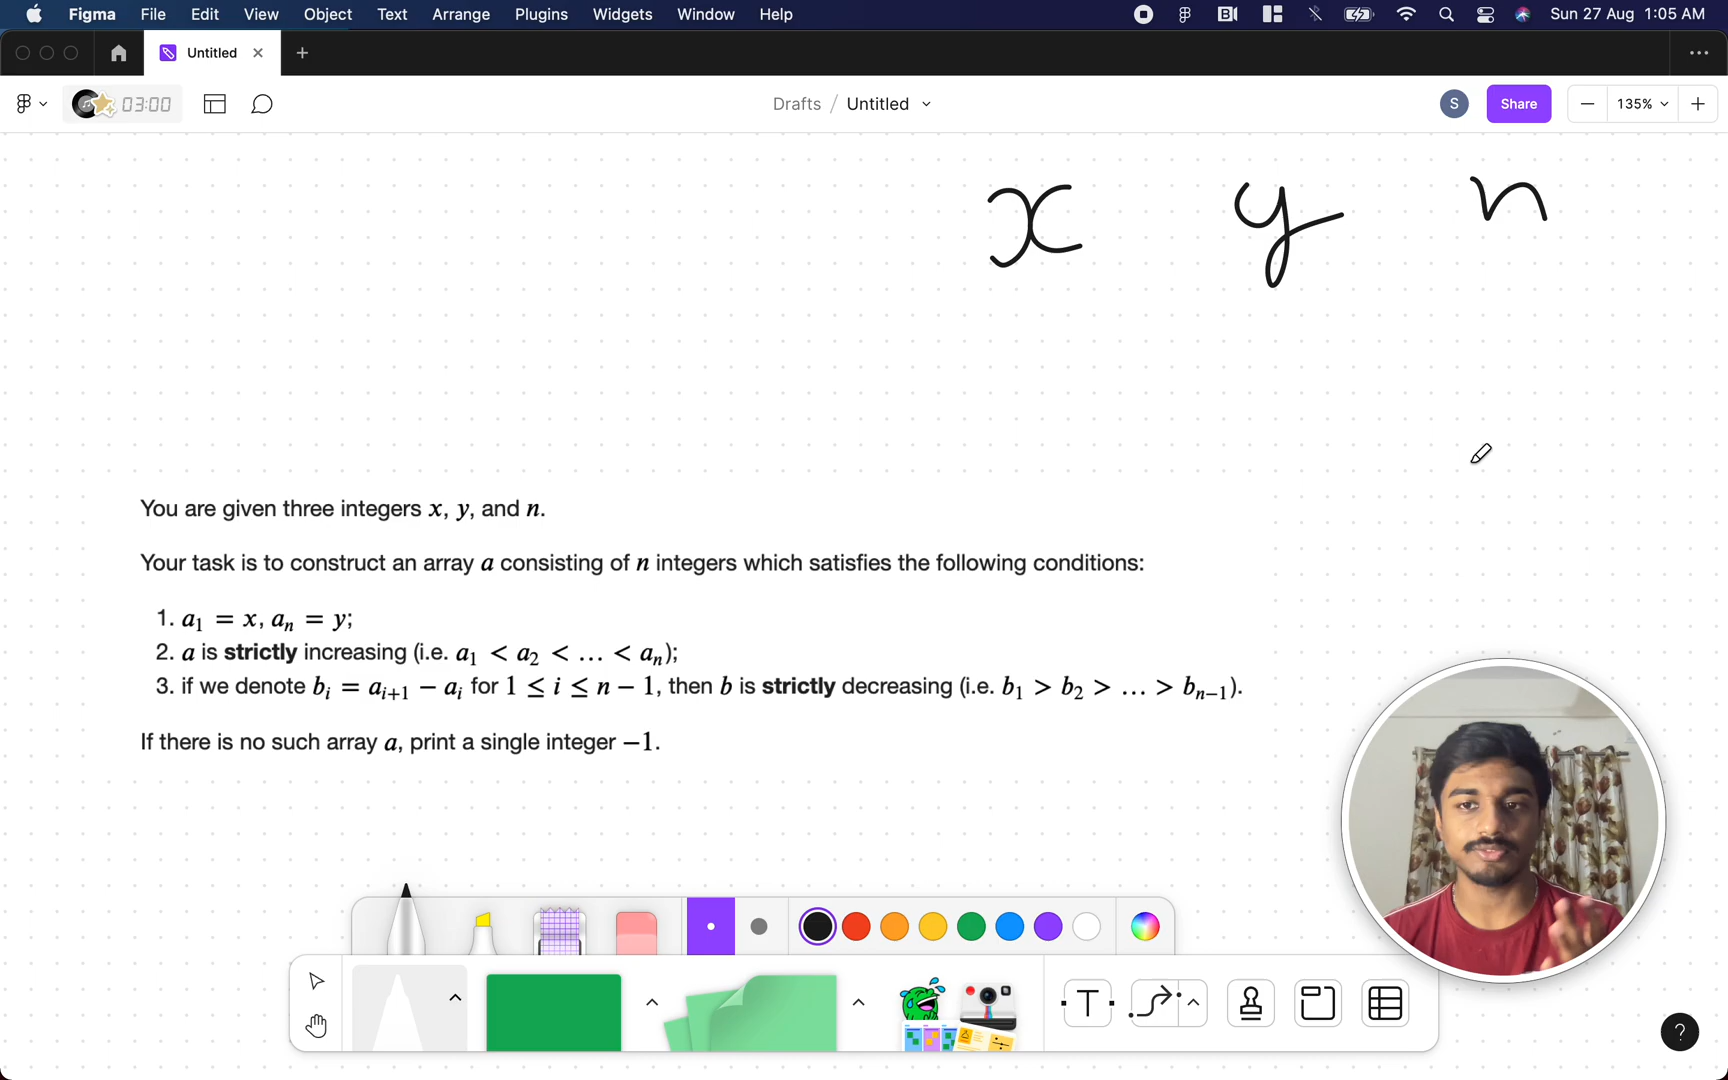 Figma File Edit View Object Text Arrange Plugins Widgets Window Help Sun 27 Aug 1:05 AM
Untitled
03:00 Drafts / Untitled S Share 135%
x y n
You are given three integers x, y, and n.
Your task is to construct an array a consisting of n integers which satisfies the following conditions:
1. a₁ = x, aₙ = y;
2. a is strictly increasing (i.e. a₁ < a₂ < … < aₙ);
3. if we denote bᵢ = aᵢ₊₁ − aᵢ for 1 ≤ i ≤ n − 1, then b is strictly decreasing (i.e. b₁ > b₂ > … > bₙ₋₁).
If there is no such array a, print a single integer −1.
T
?